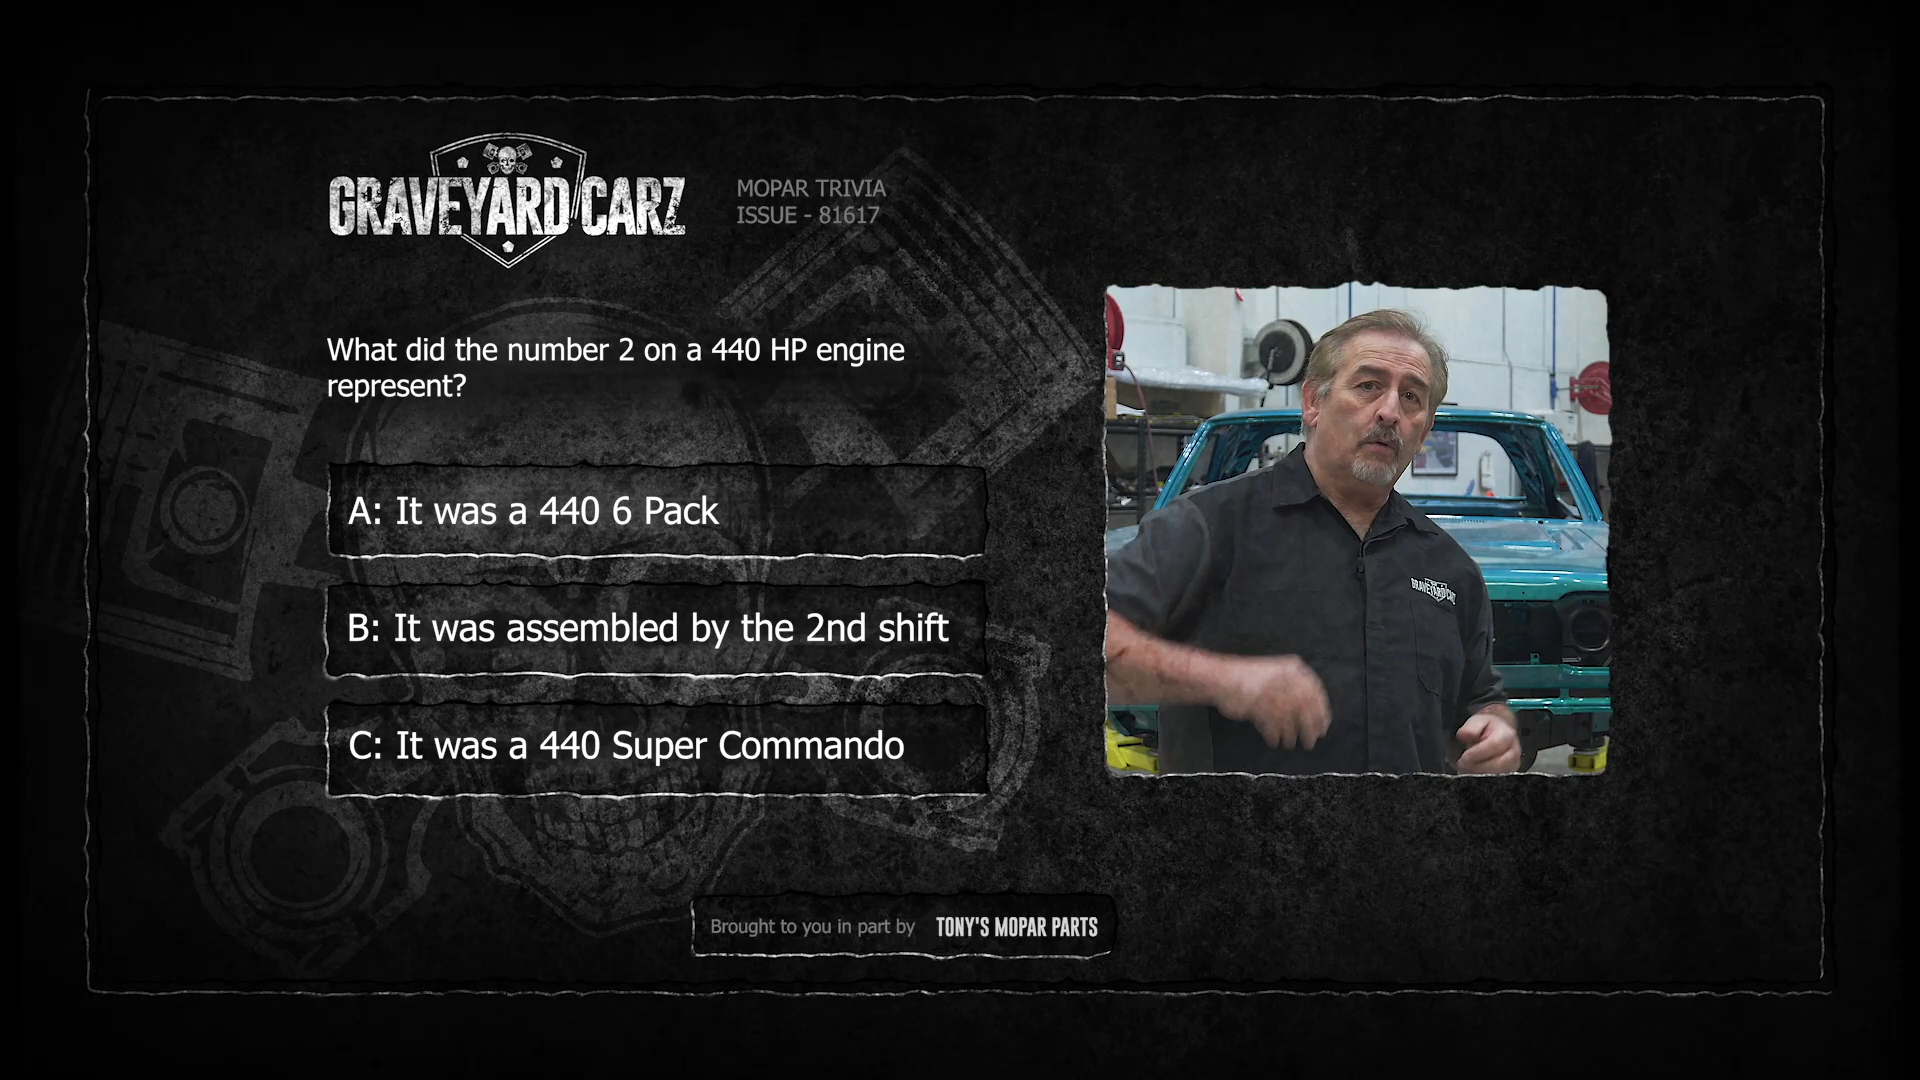 GRAVEYARD CARZ
MOPAR TRIVIA
ISSUE - 81617
What did the number 2 on a 440 HP engine
represent?
A: It was a 440 6 Pack
B: It was assembled by the 2nd shift
C: It was a 440 Super Commando
GRAVEYARD CARZ
Brought to you in part by TONY'S MOPAR PARTS